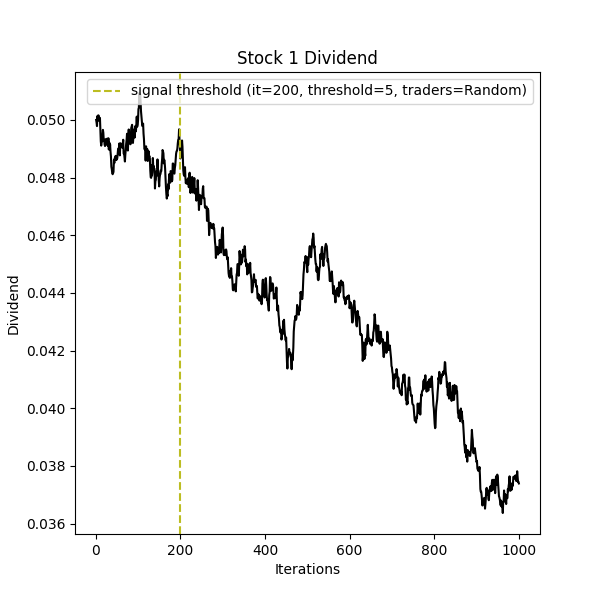 Stock 1 Dividend
signal threshold (it=200, threshold=5, traders=Random)
0.050
0.048
0.046
0.044
0.042
0.040
0.038
0.036
Dividend
0 200 400 600 800 1000
Iterations